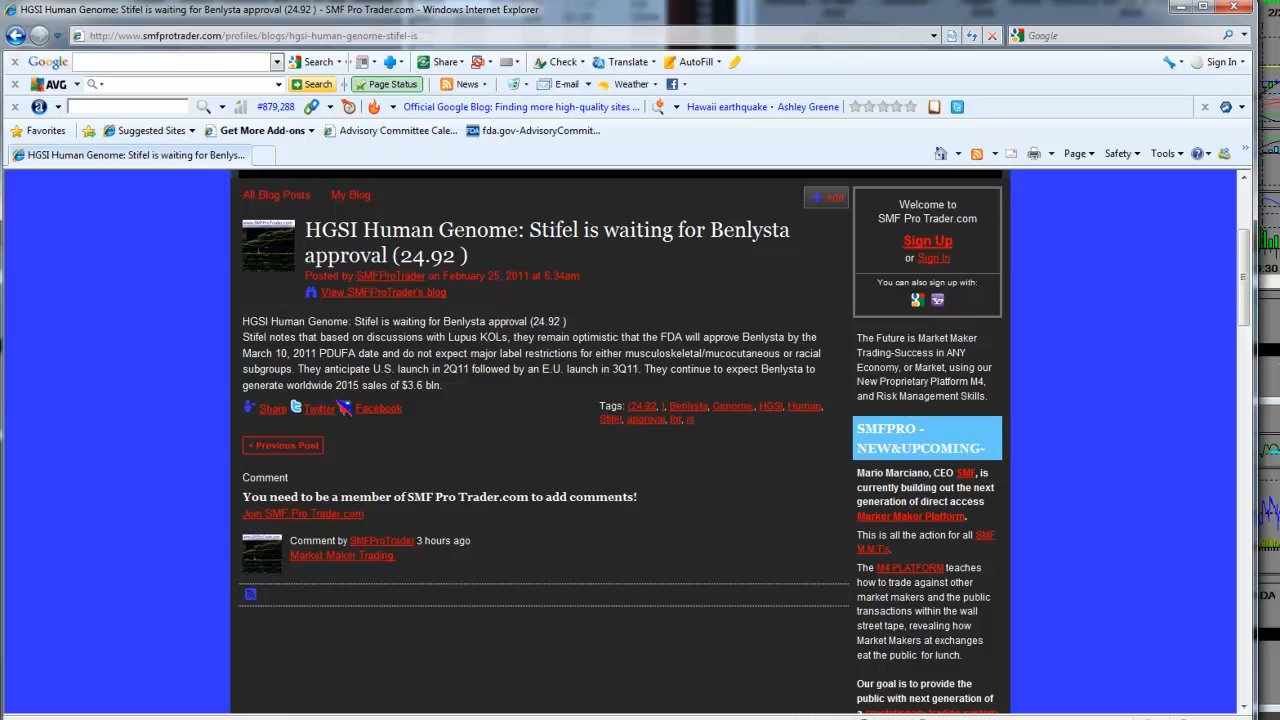 HGSI Human Genome: Stifel is waiting for Benlysta approval (24.92 ) - SMF Pro Trader.com - Windows Internet Explorer
http://www.smfprotrader.com/profiles/blogs/hgsi-human-genome-stifel-is
Google
Google Search Share Check Translate AutoFill Sign In
AVG Search Page Status News E-mail Weather
#879,288 Official Google Blog: Finding more high-quality sites ... Hawaii earthquake Ashley Greene
Favorites Suggested Sites Get More Add-ons Advisory Committee Cale... FDA fda.gov-AdvisoryCommit...
HGSI Human Genome: Stifel is waiting for Benlys...
Page Safety Tools
All Blog Posts My Blog
+ Add
HGSI Human Genome: Stifel is waiting for Benlysta
approval (24.92 )
Posted by SMFProTrader on February 25, 2011 at 6:34am
View SMFProTrader's blog
HGSI Human Genome: Stifel is waiting for Benlysta approval (24.92 )
Stifel notes that based on discussions with Lupus KOLs, they remain optimistic that the FDA will approve Benlysta by the
March 10, 2011 PDUFA date and do not expect major label restrictions for either musculoskeletal/mucocutaneous or racial
subgroups. They anticipate U.S. launch in 2Q11 followed by an E.U. launch in 3Q11. They continue to expect Benlysta to
generate worldwide 2015 sales of $3.6 bln.
Share Twitter Facebook
Tags: (24.92, ), Benlysta, Genome:, HGSI, Human,
Stifel, approval, for, is
< Previous Post
Comment
You need to be a member of SMF Pro Trader.com to add comments!
Join SMF Pro Trader.com
Comment by SMFProTrader 3 hours ago
Market Maker Trading.
Welcome to
SMF Pro Trader.com
Sign Up
or Sign In
You can also sign up with:
The Future is Market Maker
Trading-Success in ANY
Economy, or Market, using our
New Proprietary Platform M4,
and Risk Management Skills.
SMFPRO -
NEW&UPCOMING-
Mario Marciano, CEO SMF, is
currently building out the next
generation of direct access
Marker Maker Platform.
This is all the action for all SMF
M.M.T's.
The M4 PLATFORM teaches
how to trade against other
market makers and the public
transactions within the wall
street tape, revealing how
Market Makers at exchanges
eat the public for lunch.
Our goal is to provide the
public with next generation of
a revolutionary trading system